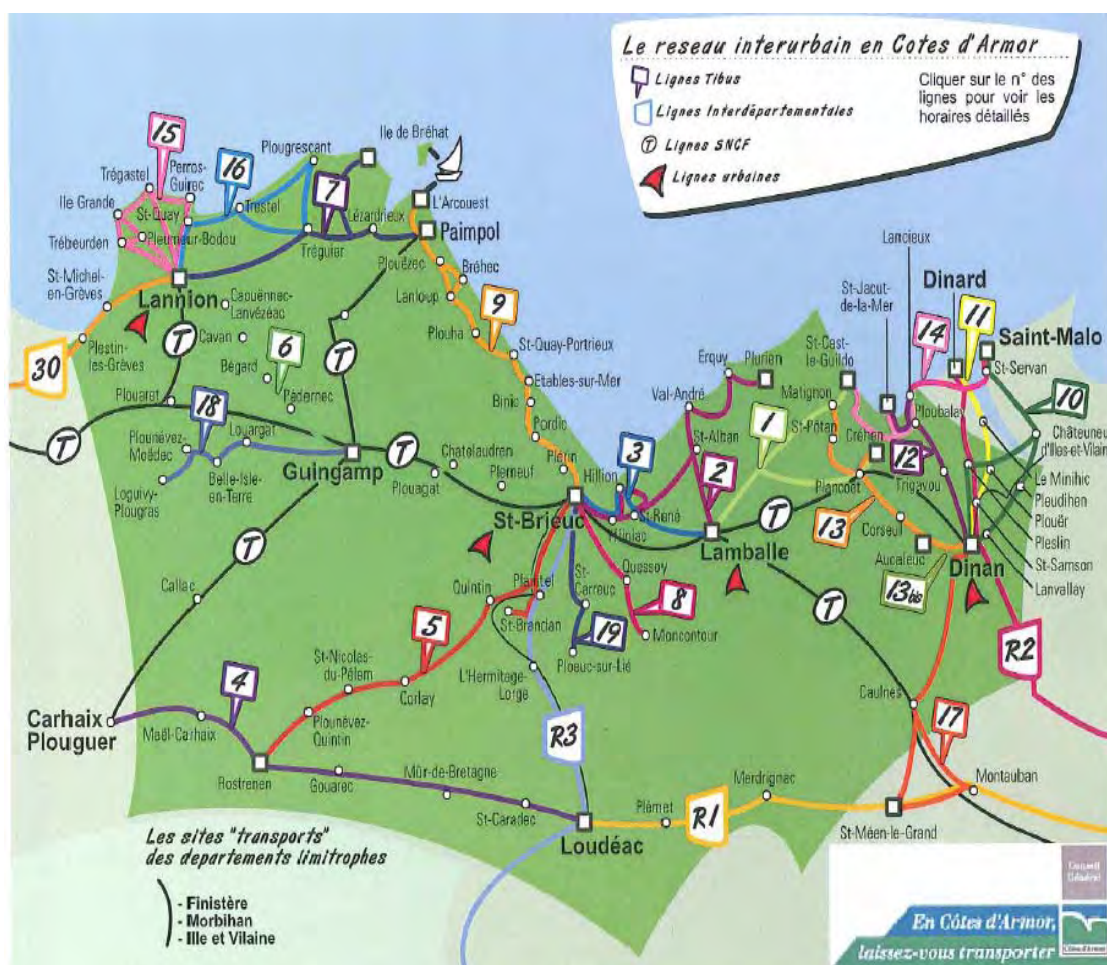 Le reseau interurbain en Cotes d'Armor
Lignes Tibus
Lignes Interdépartementales
T Lignes SNCF
Lignes urbaines
Cliquer sur le n° des
lignes pour voir les
horaires détaillés
15
Trégastel
Perros-
Guirec
16
Plougrescant
Ile de Bréhat
Ile Grande
St-Quay
Trestel
7
Lézardrieux
L'Arcouest
Paimpol
Trébeurden
Pleumeur-Bodou
Tréguier
Plouézec
Bréhec
Lanloup
St-Michel-
en-Grèves
Lannion
Caouënnec-
Lanvézéac
Cavan
Bégard
6
Pédernec
T
T
30
Plestin-
les-Grèves
Plouaret
18
Plounévez-
Moëdec
Louargat
Belle-Isle-
en-Terre
Loguivy-
Plougras
T
Guingamp
T
Plouha
9
St-Quay-Portrieux
Etables-sur-Mer
Binic
Pordic
Plérin
Chatelaudren
Plerneuf
Plouagat
T
St-Brieuc
Hillion
3
St-René
Yffiniac
Erquy
Plurien
Val-André
St-Alban
2
1
Lamballe
St-Cast-
le-Guildo
Matignon
St-Pôtan
Créhen
Plancoët
St-Jacut-
de-la-Mer
Lancieux
Dinard
14
11
Saint-Malo
St-Servan
10
Ploubalay
12
Trigavou
Châteuneuf
d'Illes-et-Vilain
Le Minihic
Pleudihen
Plouër
Pleslin
St-Samson
Lanvallay
T
13
Corseul
Aucaleuc
13 bis
Dinan
R2
T
Callac
Quintin
Plaintel
St-Brandan
St-
Carreuc
19
Ploeuc-sur-Lié
Quessoy
8
Moncontour
5
St-Nicolas-
du-Pélem
Corlay
L'Hermitage-
Lorge
R3
4
Carhaix
Plouguer
Maël-Carhaix
Plounévez-
Quintin
Rostrenen
Gouarec
Mûr-de-Bretagne
St-Caradec
Loudéac
Plémet
R1
Merdrignac
Caulnes
17
Montauban
St-Méen-le-Grand
Les sites "transports"
des departements limitrophes
- Finistère
- Morbihan
- Ille et Vilaine
Conseil
Général
En Côtes d'Armor,
laissez-vous transporter
Côtes d'Armor